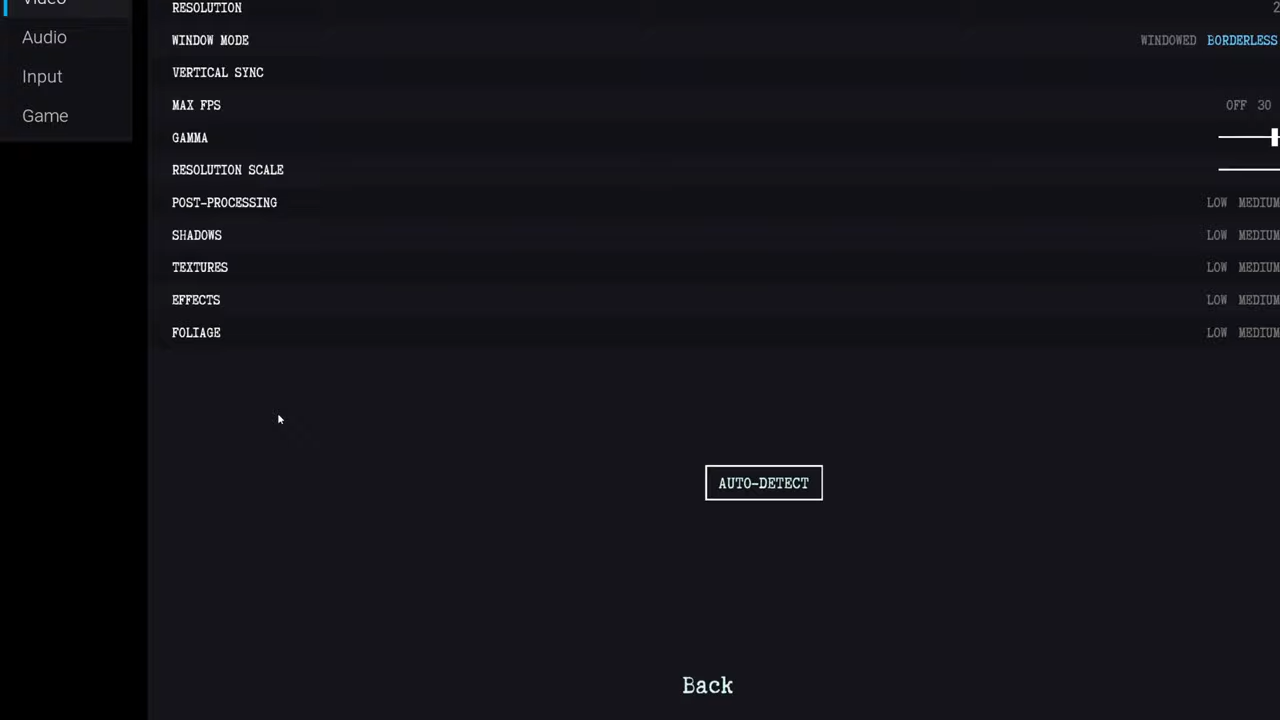 Video
RESOLUTION 2
Audio
WINDOW MODE WINDOWED BORDERLESS
Input
VERTICAL SYNC
MAX FPS OFF 30
Game
GAMMA
RESOLUTION SCALE
POST-PROCESSING LOW MEDIUM
SHADOWS LOW MEDIUM
TEXTURES LOW MEDIUM
EFFECTS LOW MEDIUM
FOLIAGE LOW MEDIUM
AUTO-DETECT
Back